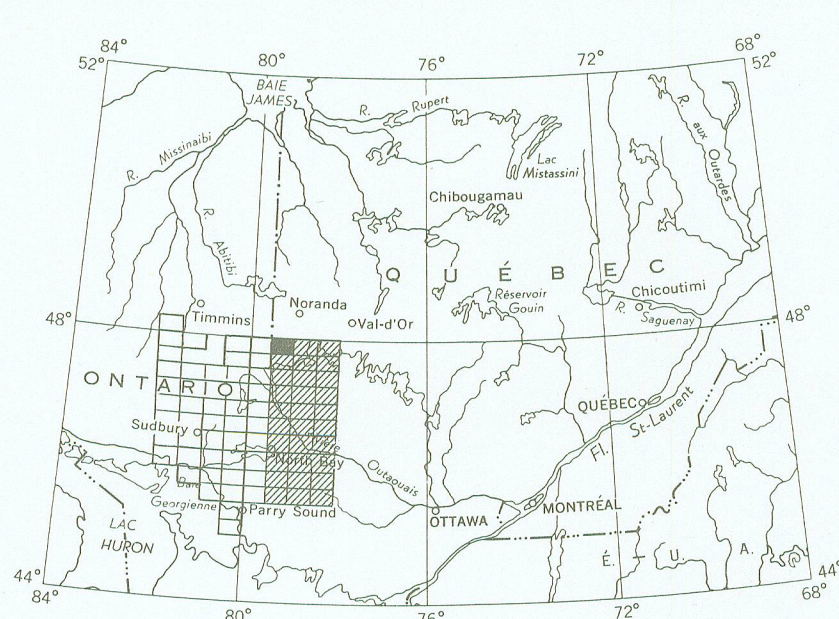 84°
80°
76°
72°
68°
52°
52°
BAIE
JAMES
R. Rupert
R. Missinaibi
Lac
Mistassini
R. aux Outardes
Chibougamau
R. Abitibi
QUÉBEC
Chicoutimi
Réservoir
Gouin
R. Saguenay
Noranda
Timmins
Val-d'Or
48°
48°
ONTARIO
QUÉBEC
Fl. St-Laurent
Sudbury
North Bay
Outaouais
Baie
Georgienne
Parry Sound
OTTAWA
MONTRÉAL
LAC
HURON
É.-U. A.
44°
44°
84°
80°
76°
72°
68°